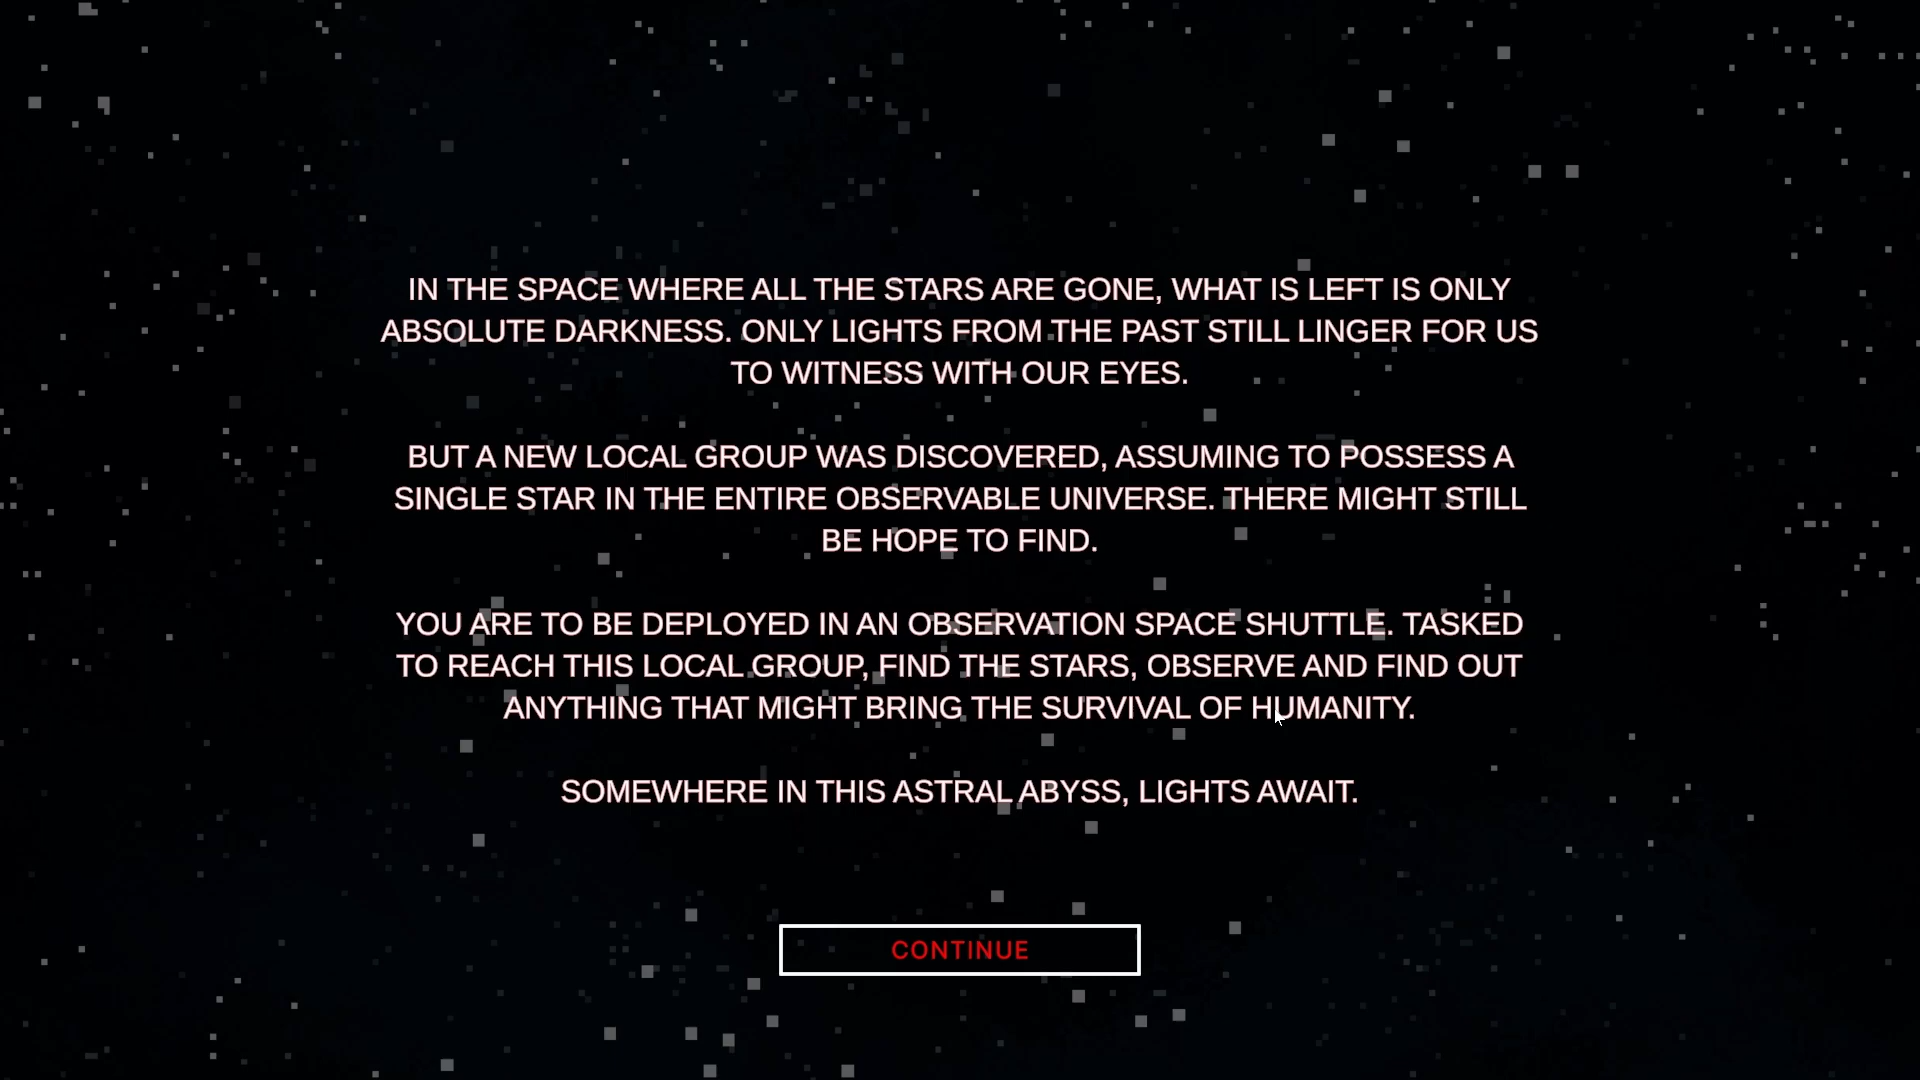 IN THE SPACE WHERE ALL THE STARS ARE GONE, WHAT IS LEFT IS ONLY
ABSOLUTE DARKNESS. ONLY LIGHTS FROM THE PAST STILL LINGER FOR US
TO WITNESS WITH OUR EYES.
BUT A NEW LOCAL GROUP WAS DISCOVERED, ASSUMING TO POSSESS A
SINGLE STAR IN THE ENTIRE OBSERVABLE UNIVERSE. THERE MIGHT STILL
BE HOPE TO FIND.
YOU ARE TO BE DEPLOYED IN AN OBSERVATION SPACE SHUTTLE. TASKED
TO REACH THIS LOCAL GROUP, FIND THE STARS, OBSERVE AND FIND OUT
ANYTHING THAT MIGHT BRING THE SURVIVAL OF HUMANITY.
SOMEWHERE IN THIS ASTRAL ABYSS, LIGHTS AWAIT.
CONTINUE